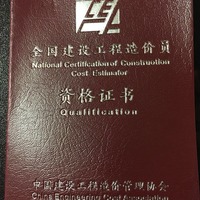 全国建设工程造价员
National Certification of Construction
Cost Estimator
资格证书
Qualification
中国建设工程造价管理协会
China Engineering Cost Association